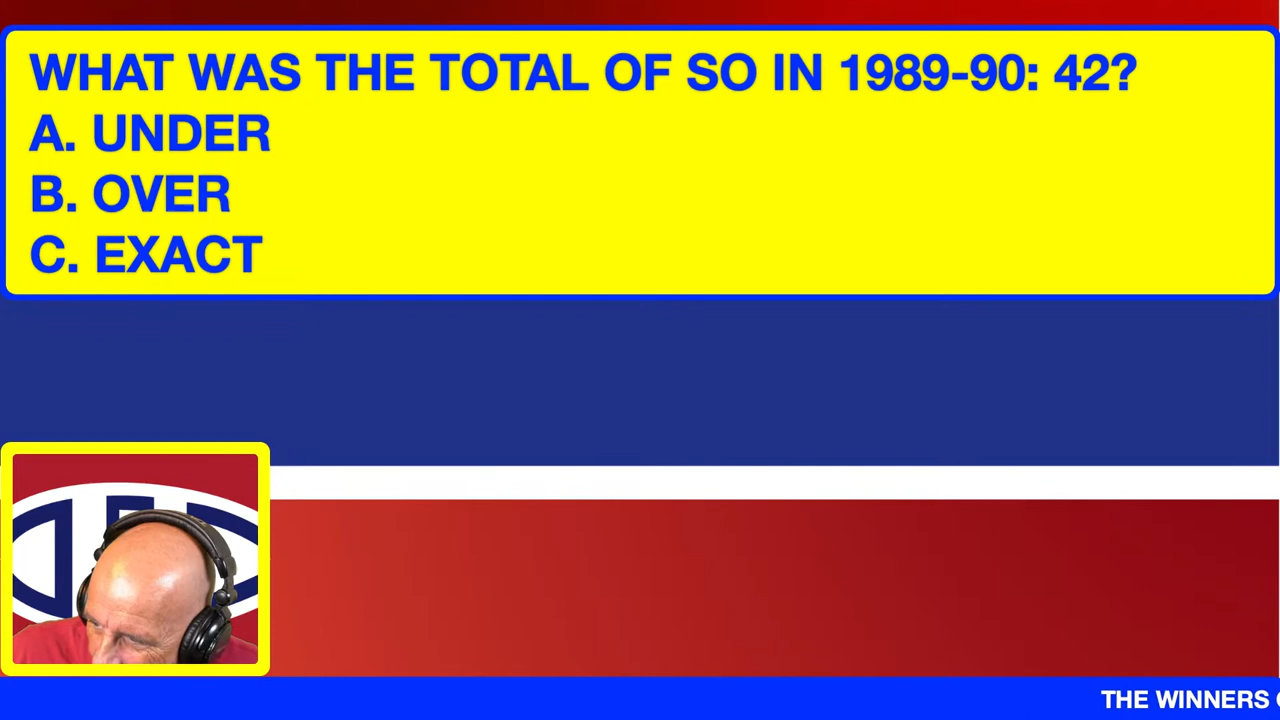 WHAT WAS THE TOTAL OF SO IN 1989-90: 42?
A. UNDER
B. OVER
C. EXACT
THE WINNERS